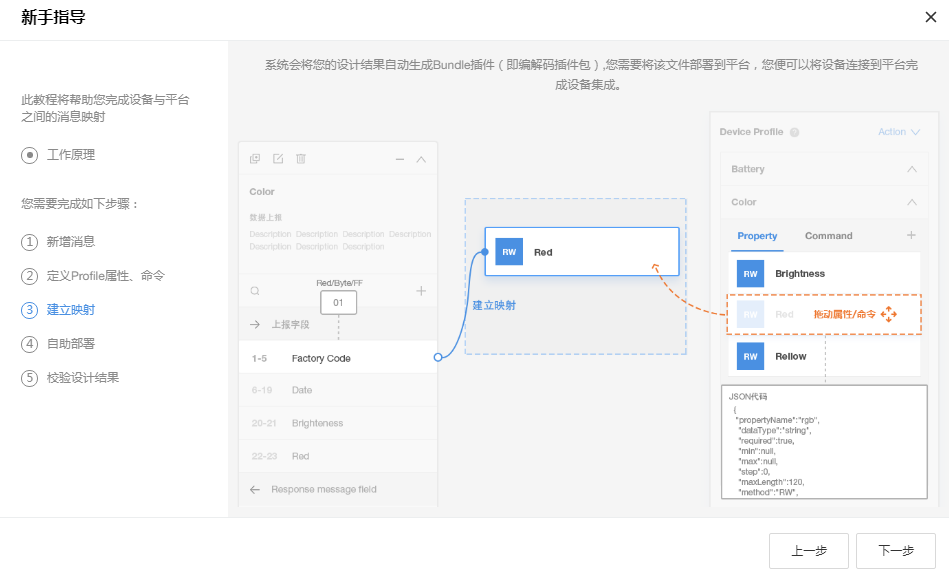 新手指导
此教程将帮助您完成设备与平台
之间的消息映射
工作原理
您需要完成如下步骤：
1 新增消息
2 定义Profile属性、命令
3 建立映射
4 自助部署
5 校验设计结果
系统会将您的设计结果自动生成Bundle插件（即编解码插件包）,您需要将该文件部署到平台，您便可以将设备连接到平台完
成设备集成。
Color
数据上报
Description Description Description Description
Description Description Description
Red/Byte/FF
01
上报字段
1-5 Factory Code
6-19 Date
20-21 Brighteness
22-23 Red
Response message field
RW Red
建立映射
Device Profile ? Action
Battery
Color
Property Command
RW Brightness
RW Red 拖动属性/命令
RW Rellow
JSON代码
{
"propertyName":"rgb",
"dataType":"string",
"required":true,
"min":null,
"max":null,
"step":0,
"maxLength":120,
"method":"RW",
上一步 下一步